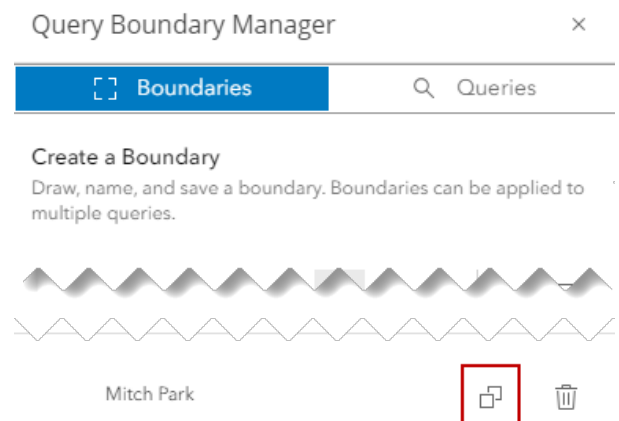 Query Boundary Manager
Boundaries
Queries
Create a Boundary
Draw, name, and save a boundary. Boundaries can be applied to
multiple queries.
Mitch Park